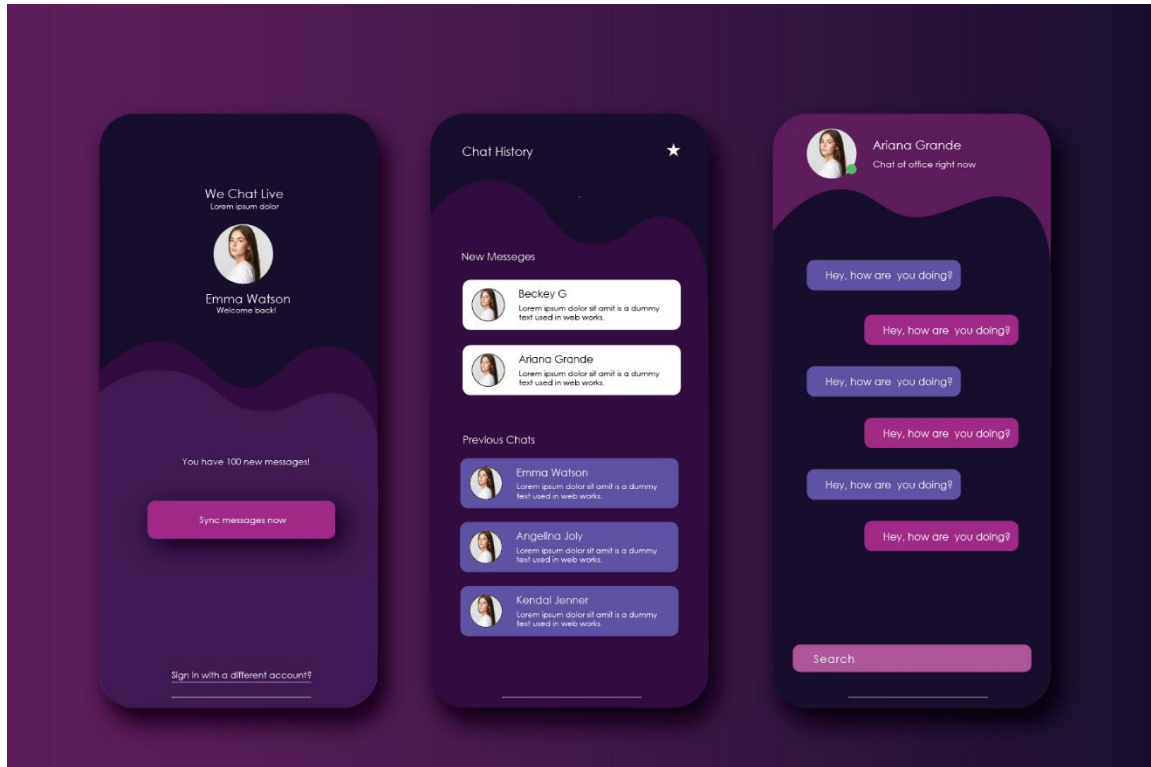 We Chat Live
Lorem ipsum dolor
Emma Watson
Welcome back!
You have 100 new messages!
Sync messages now
Sign in with a different account?
Chat History
New Messeges
Beckey G
Lorem ipsum dolor sit amit is a dummy
text used in web works.
Ariana Grande
Lorem ipsum dolor sit amit is a dummy
text used in web works.
Previous Chats
Emma Watson
Lorem ipsum dolor sit amit is a dummy
text used in web works.
Angelina Joly
Lorem ipsum dolor sit amit is a dummy
text used in web works.
Kendal Jenner
Lorem ipsum dolor sit amit is a dummy
text used in web works.
Ariana Grande
Chat of office right now
Hey, how are you doing?
Hey, how are you doing?
Hey, how are you doing?
Hey, how are you doing?
Hey, how are you doing?
Hey, how are you doing?
Search